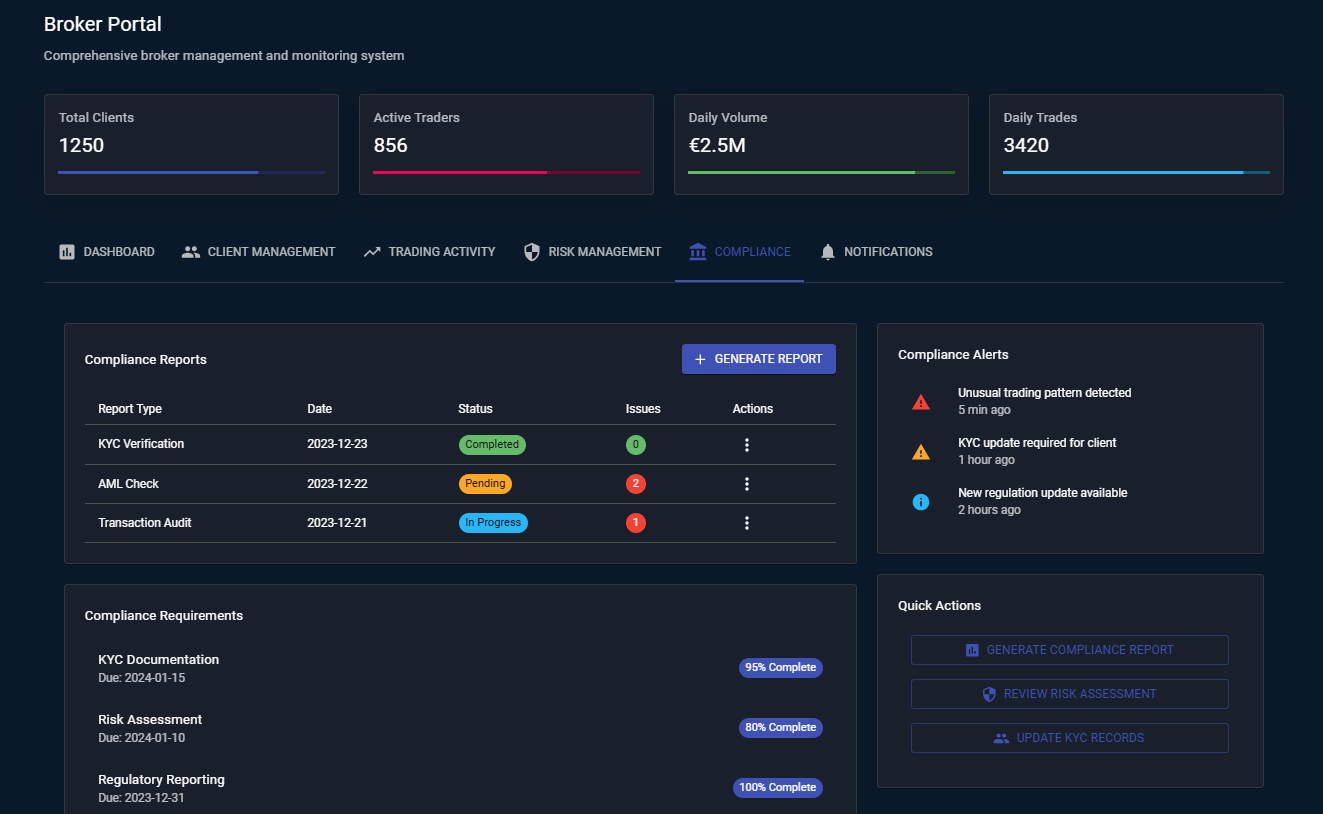 Broker Portal
Comprehensive broker management and monitoring system
Total Clients
1250
Active Traders
856
Daily Volume
€2.5M
Daily Trades
3420
DASHBOARD CLIENT MANAGEMENT TRADING ACTIVITY RISK MANAGEMENT COMPLIANCE NOTIFICATIONS
Compliance Reports
GENERATE REPORT
Report Type Date Status Issues Actions
KYC Verification 2023-12-23 Completed 0
AML Check 2023-12-22 Pending 2
Transaction Audit 2023-12-21 In Progress 1
Compliance Alerts
Unusual trading pattern detected
5 min ago
KYC update required for client
1 hour ago
New regulation update available
2 hours ago
Compliance Requirements
KYC Documentation
Due: 2024-01-15
95% Complete
Risk Assessment
Due: 2024-01-10
80% Complete
Regulatory Reporting
Due: 2023-12-31
100% Complete
Quick Actions
GENERATE COMPLIANCE REPORT
REVIEW RISK ASSESSMENT
UPDATE KYC RECORDS